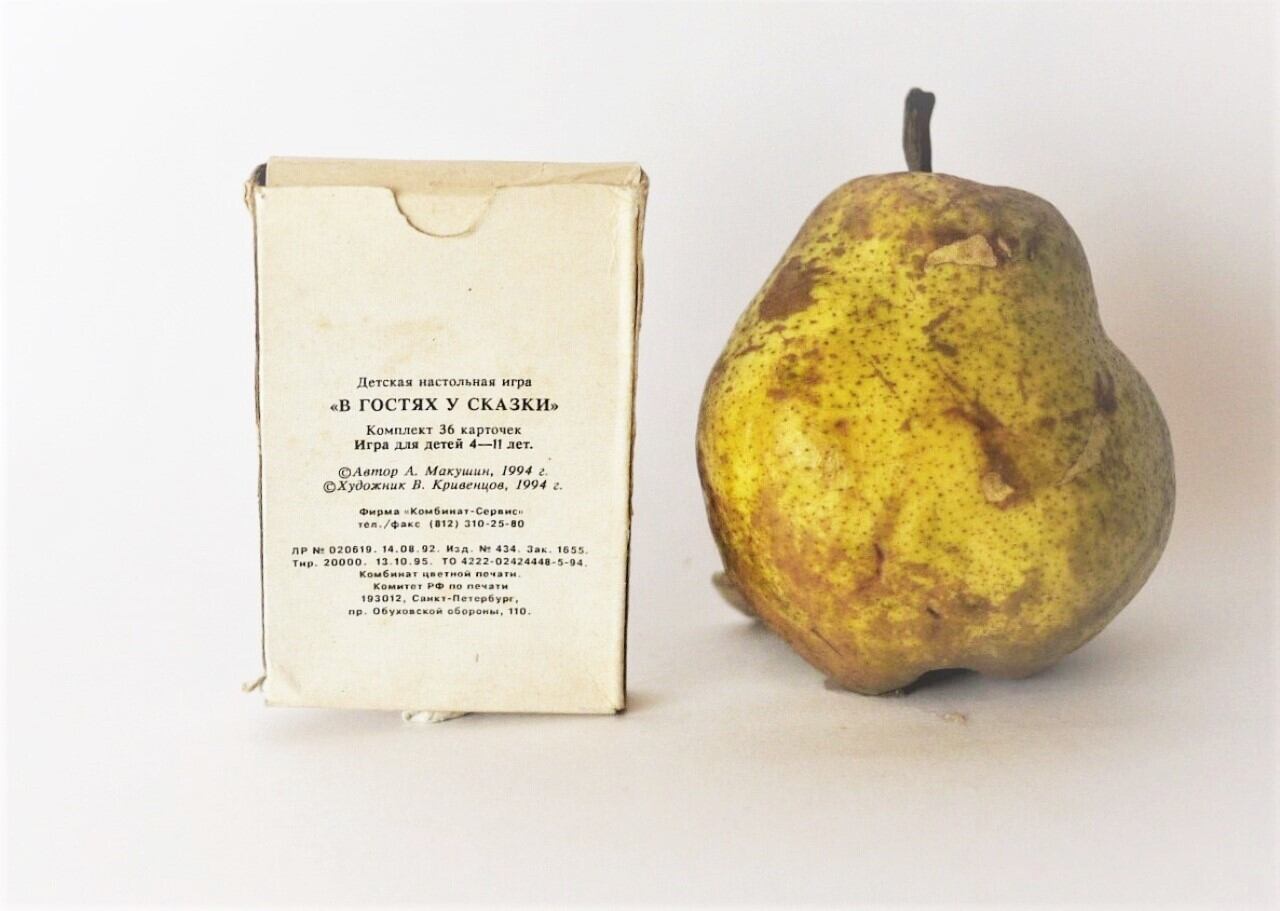 Детская настольная игра
«В ГОСТЯХ У СКАЗКИ»
Комплект 36 карточек
Игра для детей 4—11 лет.
©Автор А. Макушин, 1994 г.
©Художник В. Кривенцов, 1994 г.
Фирма «Комбинат-Сервис»
тел./факс (812) 310-25-80
ЛР № 020619. 14.08.92. Изд. № 434. Зак. 1655.
Тир. 20000. 13.10.95. ТО 4222-02424448-5-94.
Комбинат цветной печати.
Комитет РФ по печати
193012, Санкт-Петербург,
пр. Обуховской обороны, 110.